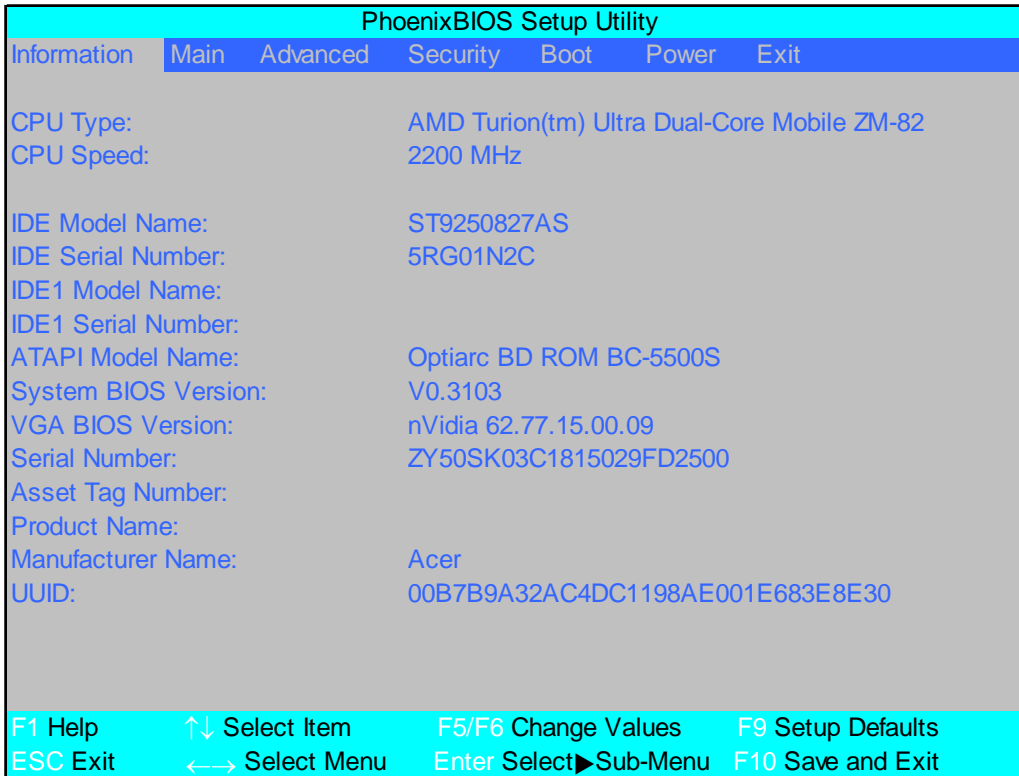 PhoenixBIOS Setup Utility
Information Main Advanced Security Boot Power Exit
CPU Type: AMD Turion(tm) Ultra Dual-Core Mobile ZM-82
CPU Speed: 2200 MHz
IDE Model Name: ST9250827AS
IDE Serial Number: 5RG01N2C
IDE1 Model Name:
IDE1 Serial Number:
ATAPI Model Name: Optiarc BD ROM BC-5500S
System BIOS Version: V0.3103
VGA BIOS Version: nVidia 62.77.15.00.09
Serial Number: ZY50SK03C1815029FD2500
Asset Tag Number:
Product Name:
Manufacturer Name: Acer
UUID: 00B7B9A32AC4DC1198AE001E683E8E30
F1 Help ↑↓ Select Item F5/F6 Change Values F9 Setup Defaults
ESC Exit ←→ Select Menu Enter Select▶Sub-Menu F10 Save and Exit